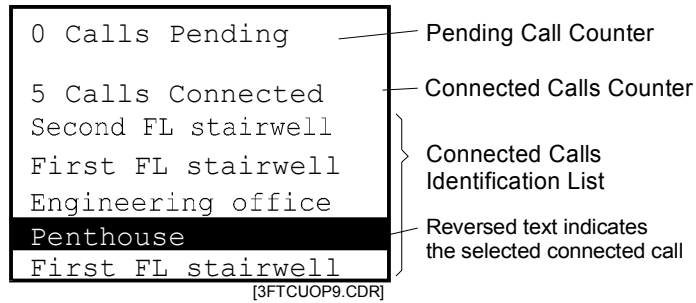 0 Calls Pending
Pending Call Counter
5 Calls Connected
Connected Calls Counter
Second FL stairwell
First FL stairwell
Engineering office
Penthouse
First FL stairwell
Connected Calls
Identification List
Reversed text indicates
the selected connected call
[3FTCUOP9.CDR]